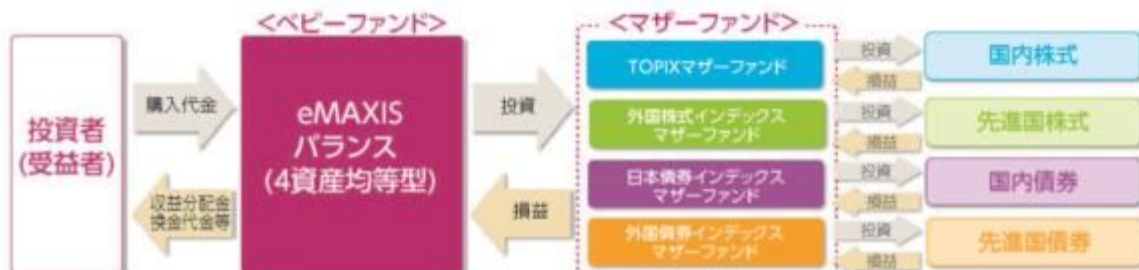 <ベビーファンド>
<マザーファンド>
投資者
(受益者)
購入代金
収益分配金
換金代金等
eMAXIS
バランス
(4資産均等型)
投資
損益
TOPIXマザーファンド
投資
損益
国内株式
外国株式インデックス
マザーファンド
投資
損益
先進国株式
日本債券インデックス
マザーファンド
投資
損益
国内債券
外国債券インデックス
マザーファンド
投資
損益
先進国債券